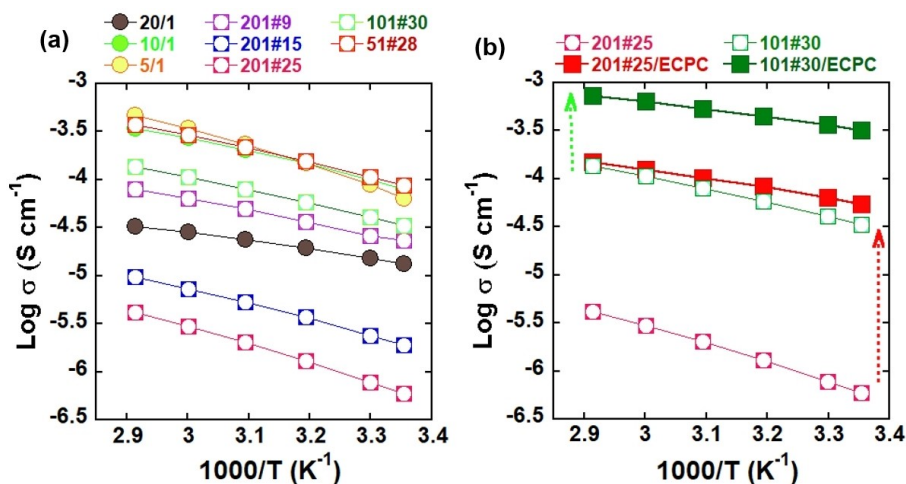 (a)
20/1
10/1
5/1
201#9
201#15
201#25
101#30
51#28
Log σ (S cm⁻¹)
-3
-3.5
-4
-4.5
-5
-5.5
-6
-6.5
2.9 3 3.1 3.2 3.3 3.4
1000/T (K⁻¹)
(b)
201#25 101#30
201#25/ECPC 101#30/ECPC
Log σ (S cm⁻¹)
-3
-3.5
-4
-4.5
-5
-5.5
-6
-6.5
2.9 3 3.1 3.2 3.3 3.4
1000/T (K⁻¹)